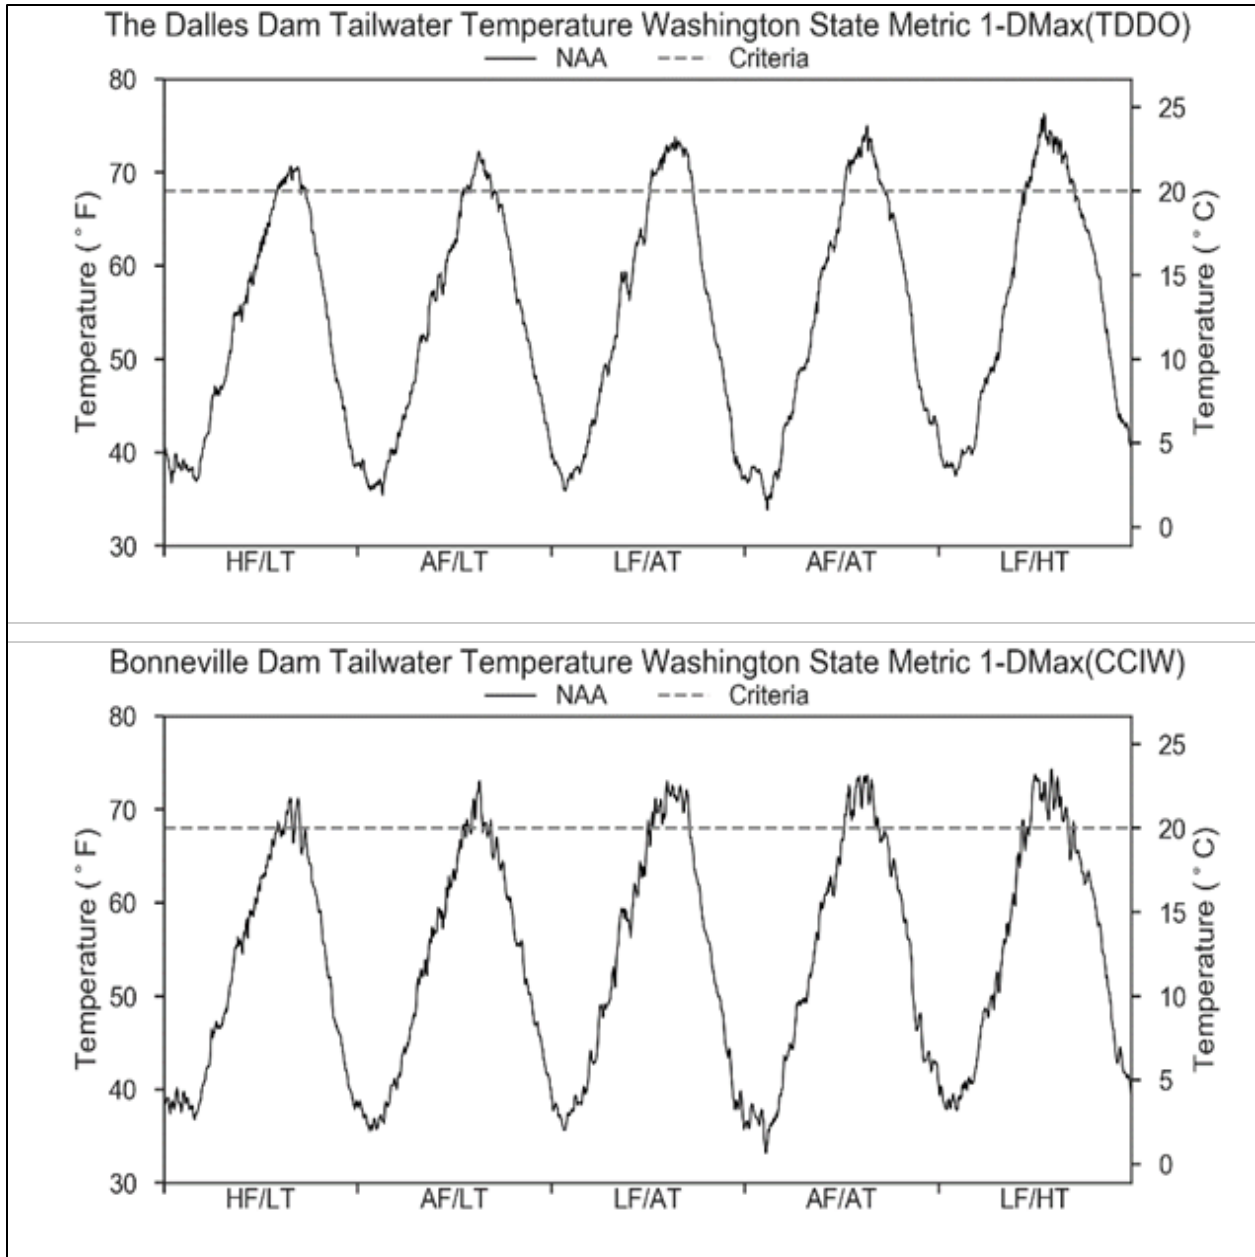 The Dalles Dam Tailwater Temperature Washington State Metric 1-DMax(TDDO)
NAA Criteria
Temperature (°F)
80
70
60
50
40
30
25
20
15
10
5
0
Temperature (°C)
HF/LT AF/LT LF/AT AF/AT LF/HT
Bonneville Dam Tailwater Temperature Washington State Metric 1-DMax(CCIW)
NAA Criteria
Temperature (°F)
80
70
60
50
40
30
25
20
15
10
5
0
Temperature (°C)
HF/LT AF/LT LF/AT AF/AT LF/HT